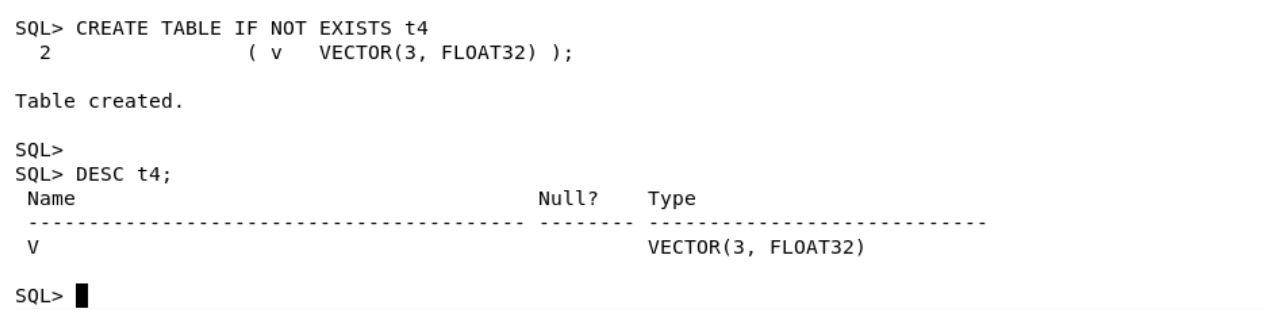 SQL> CREATE TABLE IF NOT EXISTS t4
  2                 ( v   VECTOR(3, FLOAT32) );
Table created.
SQL>
SQL> DESC t4;
 Name                                      Null?    Type
 ----------------------------------------- -------- ----------------------------
 V                                                  VECTOR(3, FLOAT32)
SQL>